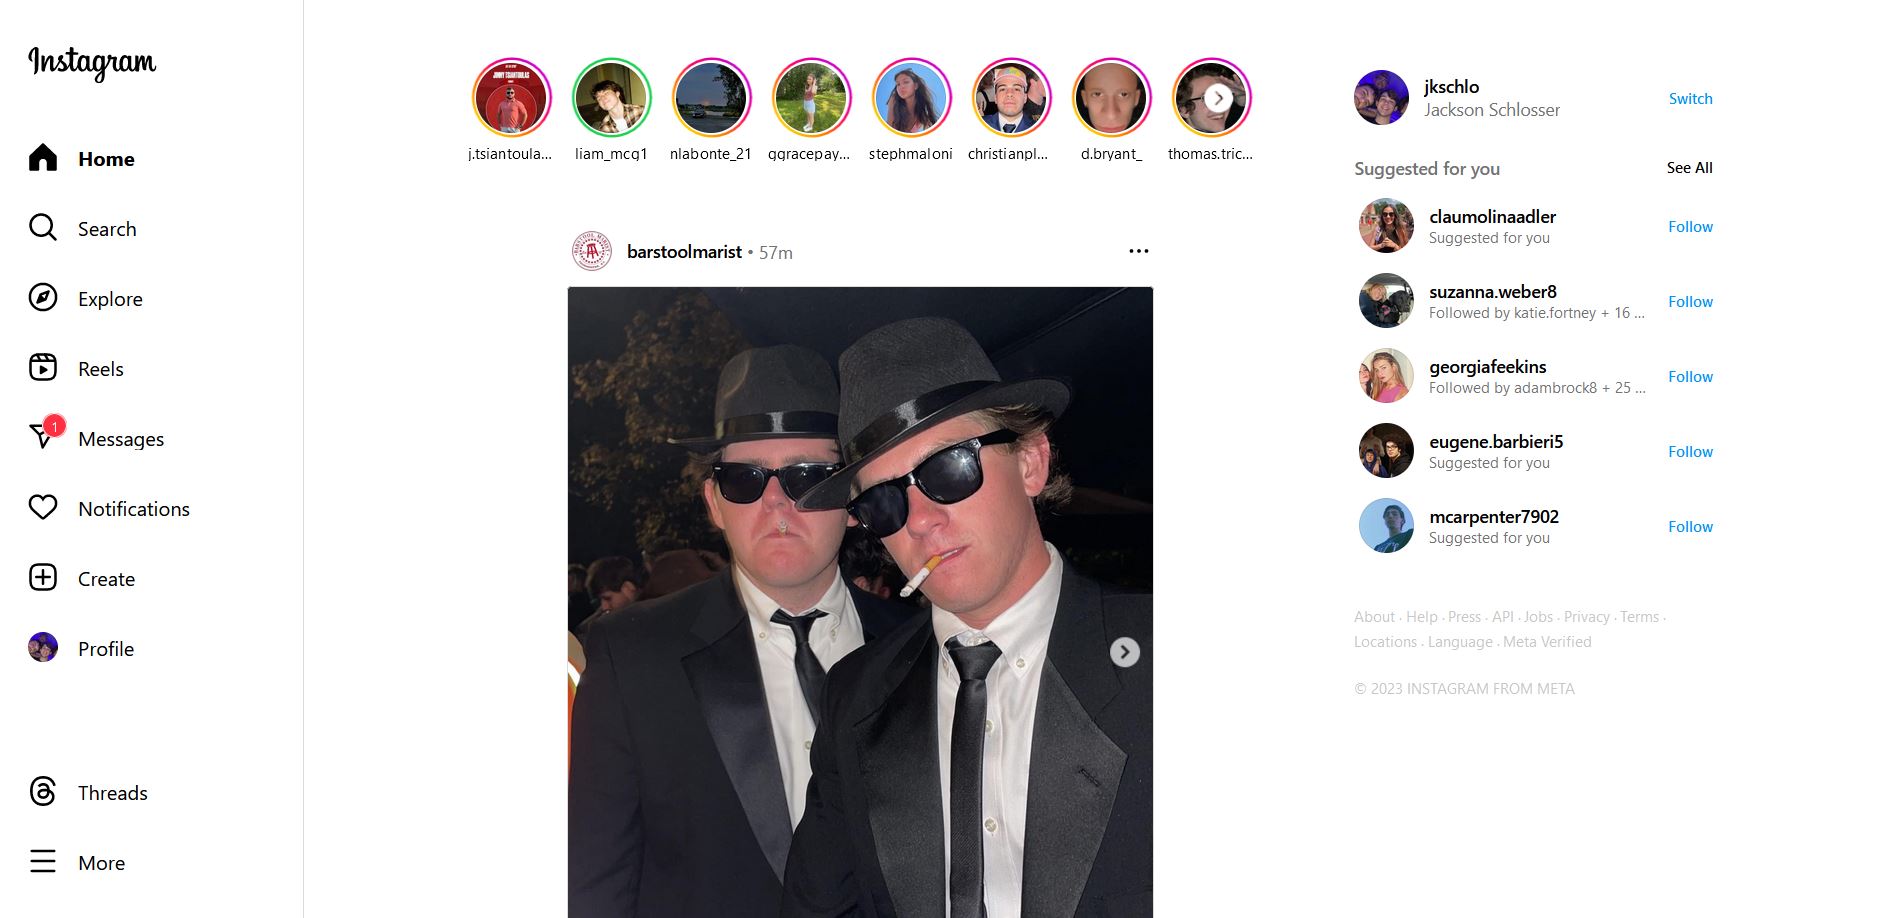 Instagram
Home
Search
Explore
Reels
1
Messages
Notifications
Create
Profile
Threads
More
j.tsiantoula...
liam_mcg1
nlabonte_21
ggracepay...
stephmaloni
christianpl...
d.bryant_
thomas.tric...
barstoolmarist • 57m
jkschlo
Jackson Schlosser
Switch
Suggested for you
See All
claumolinaadler
Suggested for you
Follow
suzanna.weber8
Followed by katie.fortney + 16 ...
Follow
georgiafeekins
Followed by adambrock8 + 25 ...
Follow
eugene.barbieri5
Suggested for you
Follow
mcarpenter7902
Suggested for you
Follow
About · Help · Press · API · Jobs · Privacy · Terms ·
Locations · Language · Meta Verified
© 2023 INSTAGRAM FROM META